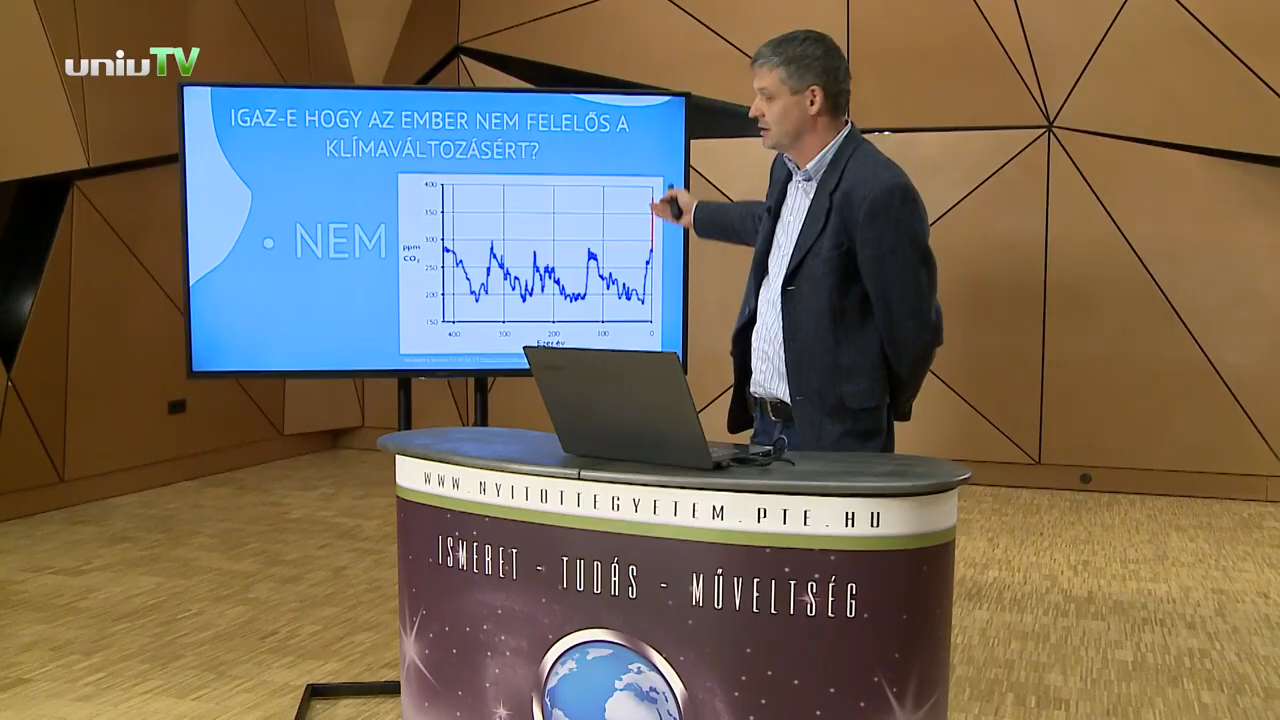 uniuTV
IGAZ-E HOGY AZ EMBER NEM FELELŐS A
KLÍMAVÁLTOZÁSÉRT?
• NEM
400
350
300
250
200
150
ppm
CO₂
400 300 200 100 0
Ezer év
WWW.NYITOTTEGYETEM.PTE.HU
ISMERET - TUDÁS - MŰVELTSÉG